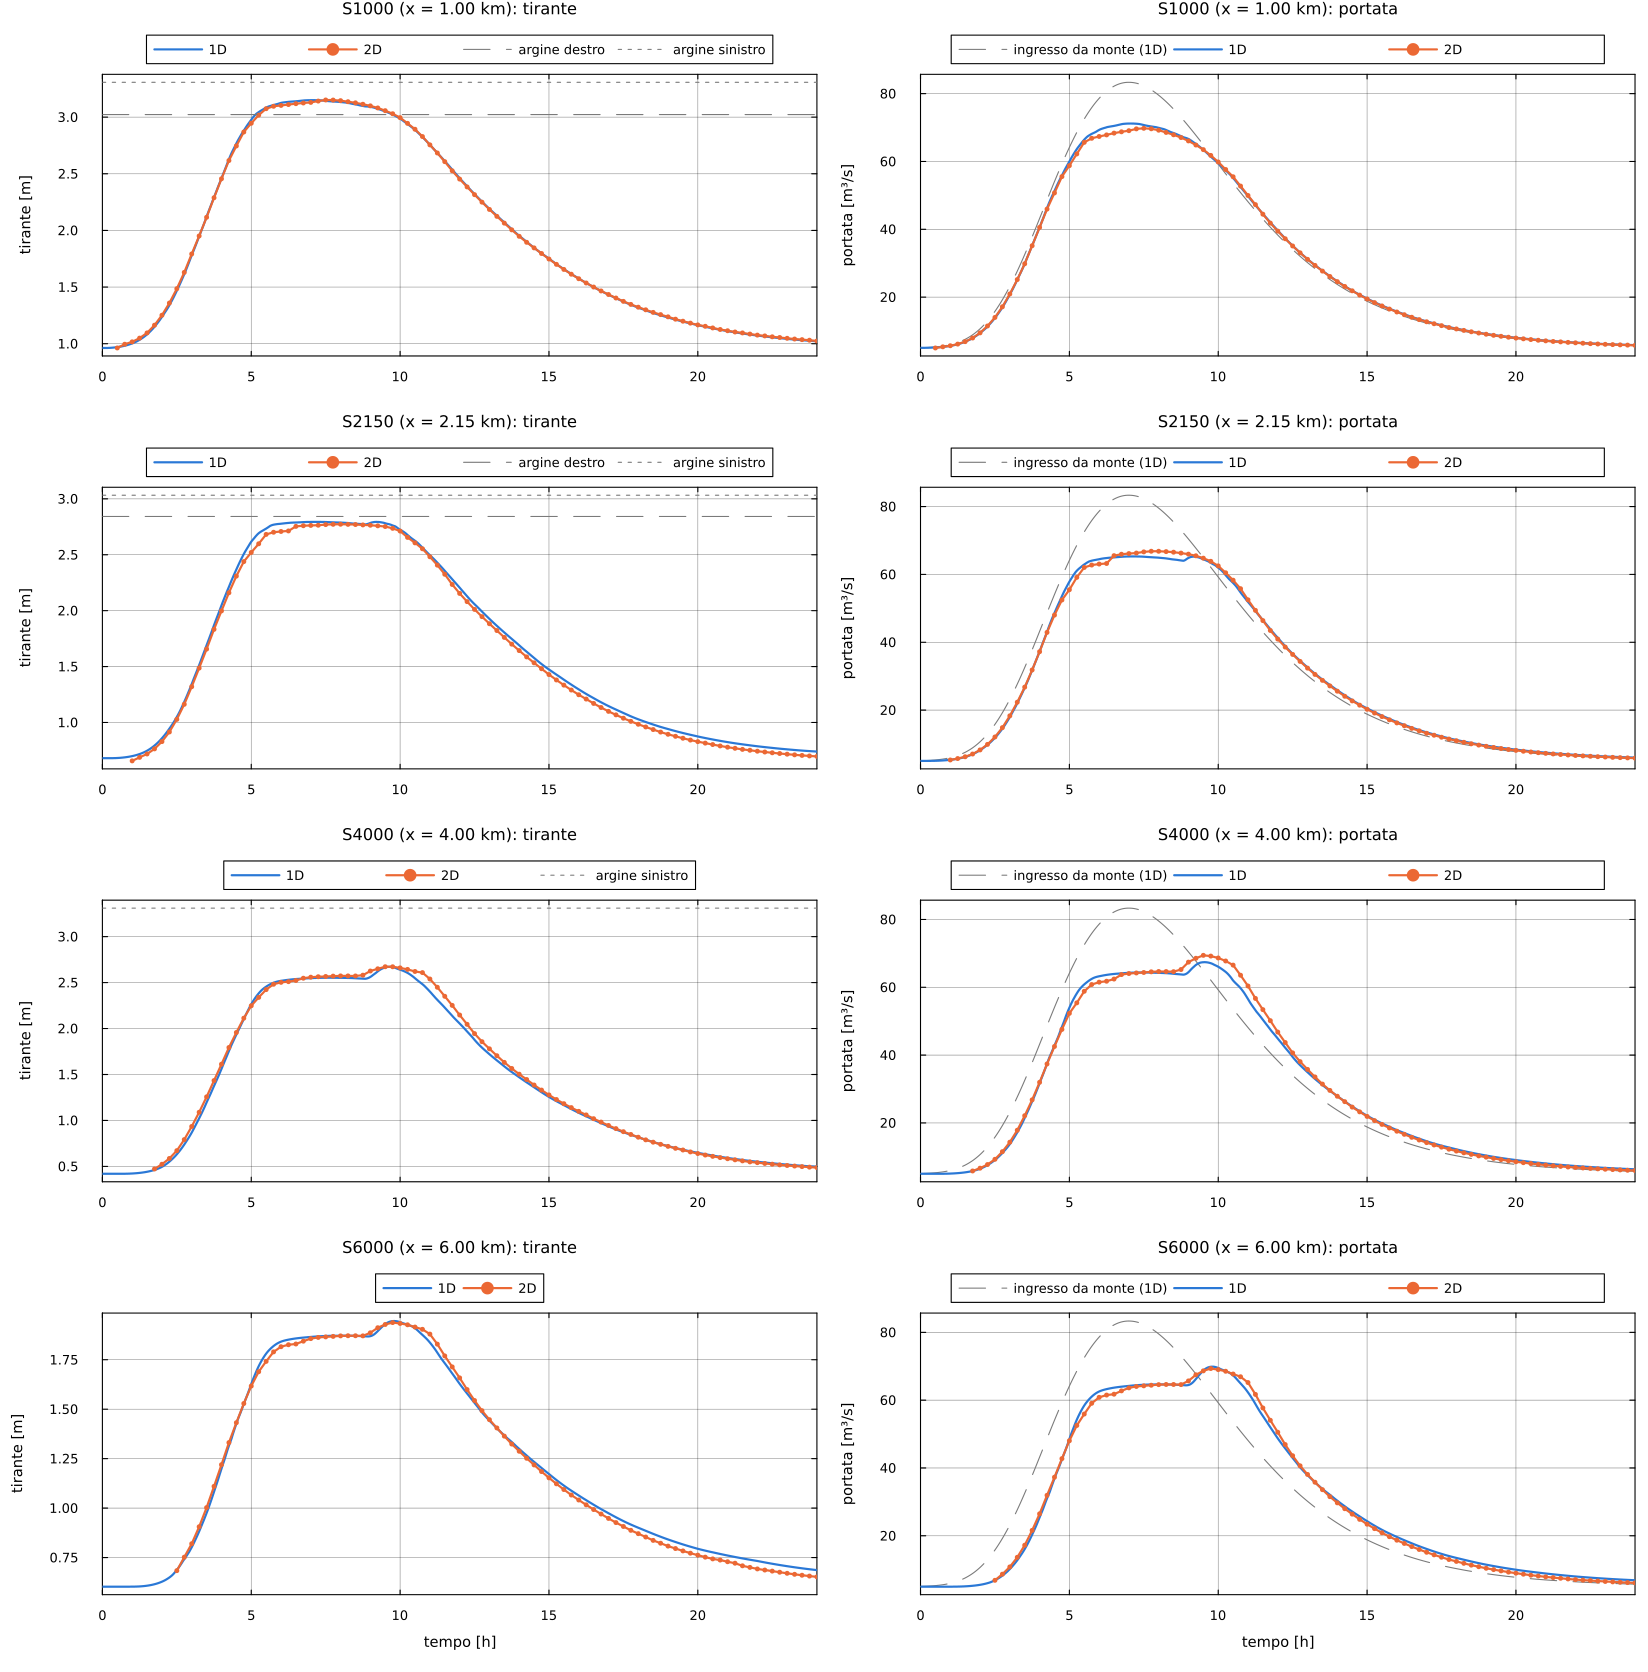 S1000 (x = 1.00 km): tirante
1D 2D argine destro argine sinistro
tirante [m]
3.0
2.5
2.0
1.5
1.0
0 5 10 15 20
S1000 (x = 1.00 km): portata
ingresso da monte (1D) 1D 2D
portata [m³/s]
80
60
40
20
0 5 10 15 20
S2150 (x = 2.15 km): tirante
1D 2D argine destro argine sinistro
tirante [m]
3.0
2.5
2.0
1.5
1.0
0 5 10 15 20
S2150 (x = 2.15 km): portata
ingresso da monte (1D) 1D 2D
portata [m³/s]
80
60
40
20
0 5 10 15 20
S4000 (x = 4.00 km): tirante
1D 2D argine sinistro
tirante [m]
3.0
2.5
2.0
1.5
1.0
0.5
0 5 10 15 20
S4000 (x = 4.00 km): portata
ingresso da monte (1D) 1D 2D
portata [m³/s]
80
60
40
20
0 5 10 15 20
S6000 (x = 6.00 km): tirante
1D 2D
tirante [m]
1.75
1.50
1.25
1.00
0.75
0 5 10 15 20
tempo [h]
S6000 (x = 6.00 km): portata
ingresso da monte (1D) 1D 2D
portata [m³/s]
80
60
40
20
0 5 10 15 20
tempo [h]